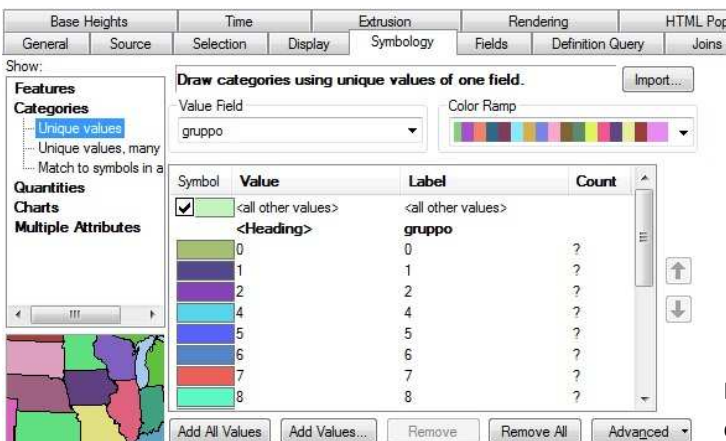 Base Heights Time Extrusion Rendering HTML Pop
General Source Selection Display Symbology Fields Definition Query Joins
Show:
Features
Categories
Unique values
Unique values, many
Match to symbols in a
Quantities
Charts
Multiple Attributes
Draw categories using unique values of one field.
Import...
Value Field
gruppo
Color Ramp
Symbol Value Label Count
<all other values> <all other values>
<Heading> gruppo
0 0 ?
1 1 ?
2 2 ?
4 4 ?
5 5 ?
6 6 ?
7 7 ?
8 8 ?
Add All Values Add Values... Remove Remove All Advanced